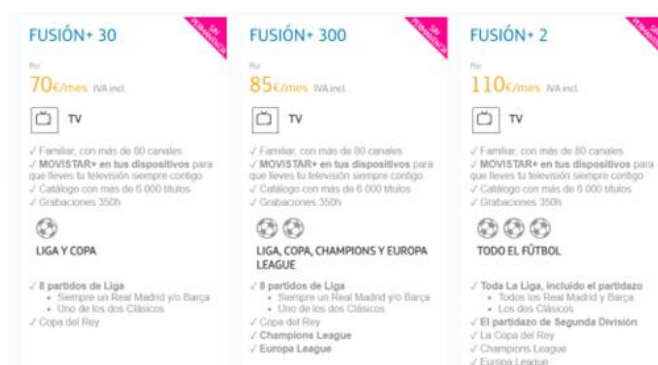 FUSIÓN+ 30
SIN PERMANENCIA
Por
70€/mes IVA incl.
TV
✓ Familiar, con más de 80 canales
✓ MOVISTAR+ en tus dispositivos para
que lleves tu televisión siempre contigo
✓ Catálogo con más de 6.000 títulos
✓ Grabaciones 350h
LIGA Y COPA
✓ 8 partidos de Liga
• Siempre un Real Madrid y/o Barça
• Uno de los dos Clásicos
✓ Copa del Rey
FUSIÓN+ 300
SIN PERMANENCIA
Por
85€/mes IVA incl.
TV
✓ Familiar, con más de 80 canales
✓ MOVISTAR+ en tus dispositivos para
que lleves tu televisión siempre contigo
✓ Catálogo con más de 6.000 títulos
✓ Grabaciones 350h
LIGA, COPA, CHAMPIONS Y EUROPA
LEAGUE
✓ 8 partidos de Liga
• Siempre un Real Madrid y/o Barça
• Uno de los dos Clásicos
✓ Copa del Rey
✓ Champions League
✓ Europa League
FUSIÓN+ 2
SIN
Por
110€/mes IVA incl.
TV
✓ Familiar, con más de 80 canales
✓ MOVISTAR+ en tus dispositivos para
que lleves tu televisión siempre contigo
✓ Catálogo con más de 6.000 títulos
✓ Grabaciones 350h
TODO EL FÚTBOL
✓ Toda La Liga, incluido el partidazo
• Todos los Real Madrid y Barça
• Los dos Clásicos
✓ El partidazo de Segunda División
✓ La Copa del Rey
✓ Champions League
✓ Europa League